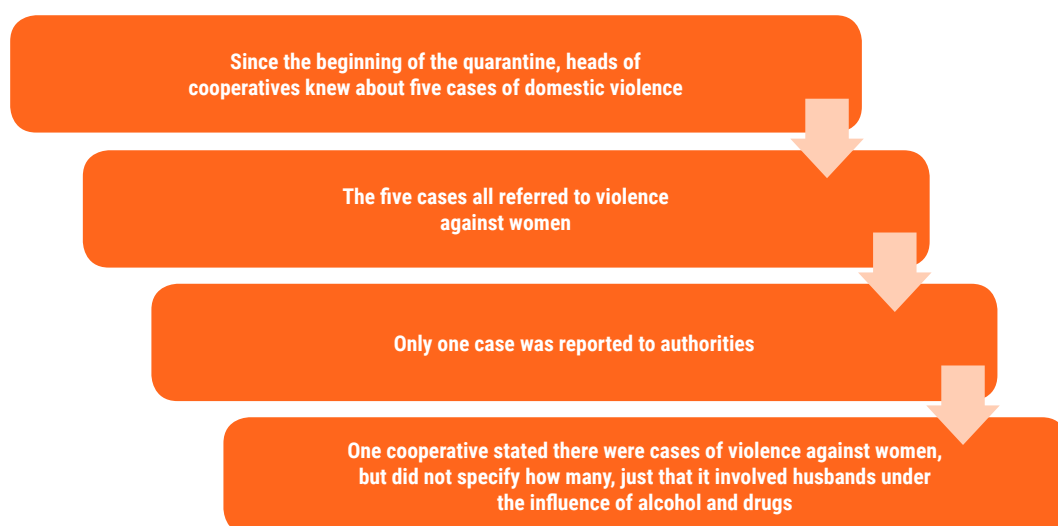 Since the beginning of the quarantine, heads of
cooperatives knew about five cases of domestic violence
The five cases all referred to violence
against women
Only one case was reported to authorities
One cooperative stated there were cases of violence against women,
but did not specify how many, just that it involved husbands under
the influence of alcohol and drugs